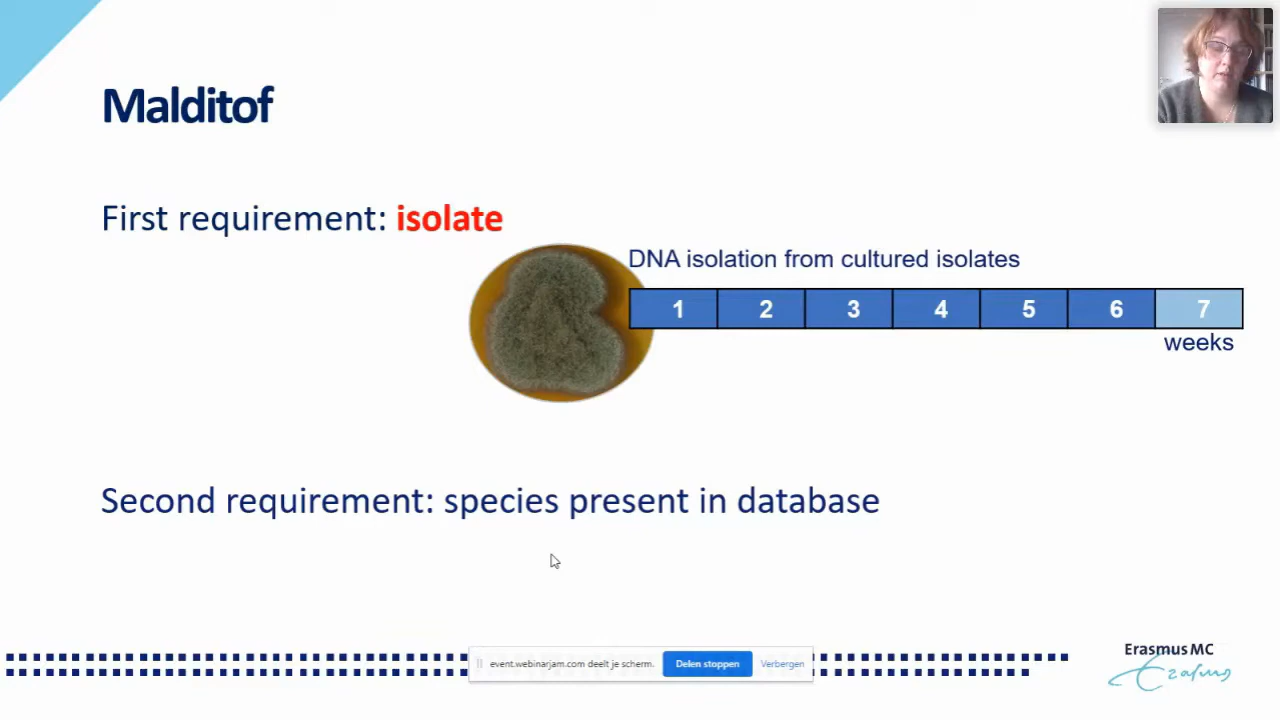 Malditof
First requirement: isolate
DNA isolation from cultured isolates
1 2 3 4 5 6 7
weeks
Second requirement: species present in database
event.webinarjam.com deelt je scherm. Delen stoppen Verbergen
Erasmus MC
Erasmus